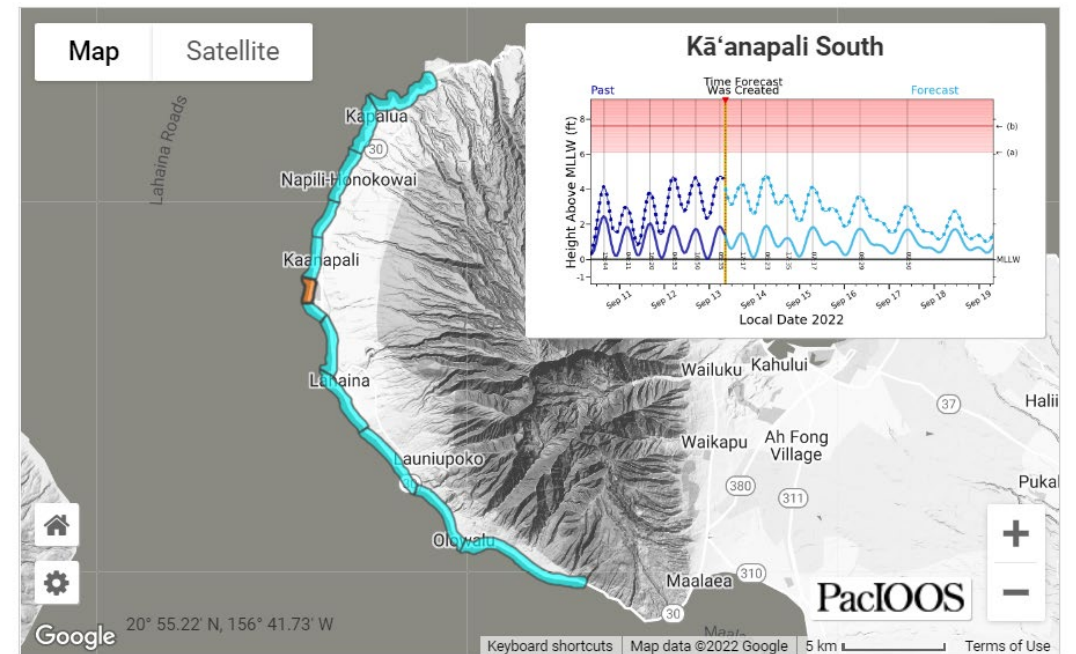 Map
Satellite
Kāʻanapali South
Time Forecast
Was Created
Past
Forecast
Height Above MLLW (ft)
8
6
4
2
0
-1
← (b)
← (a)
MLLW
Sep 11
Sep 12
Sep 13
Sep 14
Sep 15
Sep 16
Sep 17
Sep 18
Sep 19
Local Date 2022
Lahaina Roads
Kapalua
30
Napili-Honokowai
Kaanapali
Lahaina
Launiupoko
30
Olowalu
Wailuku
Kahului
37
Halii
Waikapu
Ah Fong
Village
380
311
Pukal
310
Maalaea
30
Maala
PacIOOS
+
−
Google
20° 55.22' N, 156° 41.73' W
Keyboard shortcuts
Map data ©2022 Google
5 km
Terms of Use